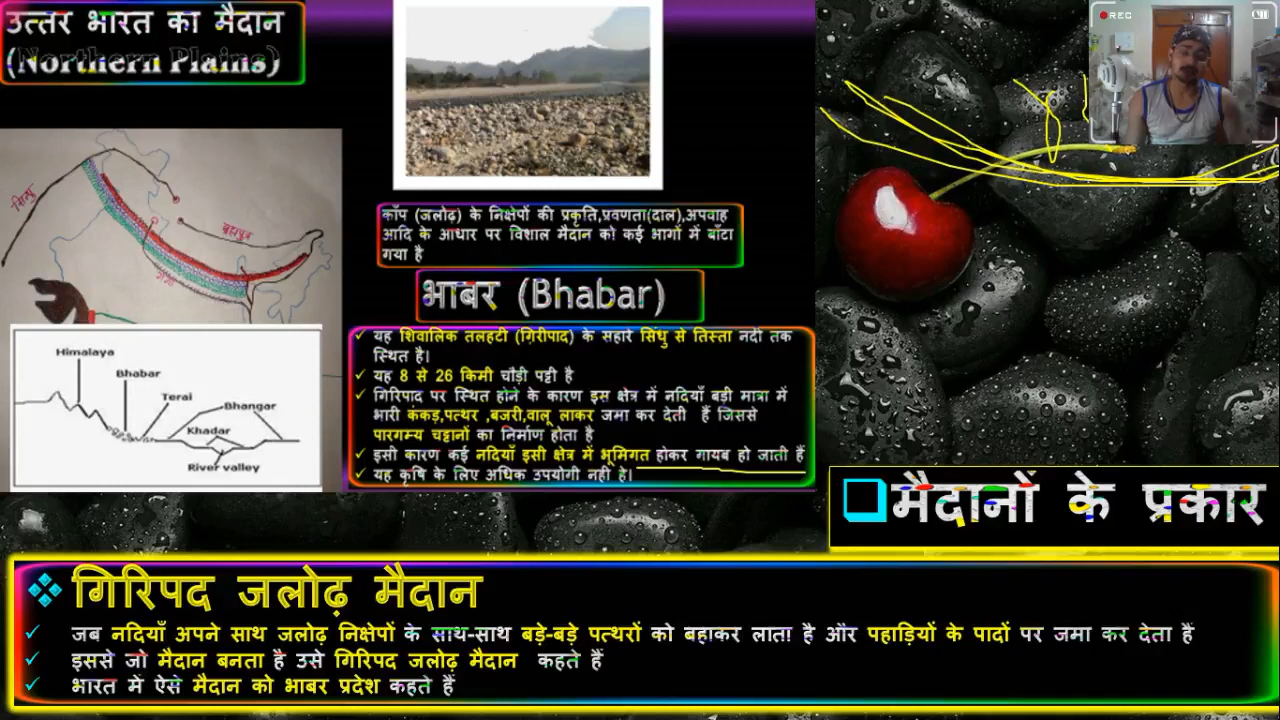 उत्तर भारत का मैदान
(Northern Plains)
सिन्धु
ब्रह्मपुत्र
गंगा
Himalaya
Bhabar
Terai
Bhangar
Khadar
River valley
काँप (जलोढ़) के निक्षेपों की प्रकृति,प्रवणता(दाल),अपवाह
आदि के आधार पर विशाल मैदान को कई भागों में बाँटा
गया है
भाबर (Bhabar)
✓ यह शिवालिक तलहटी (गिरीपाद) के सहारे सिंधु से तिस्ता नदी तक
स्थित है।
✓ यह 8 से 26 किमी चौड़ी पट्टी है
✓ गिरिपाद पर स्थित होने के कारण इस क्षेत्र में नदियाँ बड़ी मात्रा में
भारी कंकड़,पत्थर ,बजरी,वालू लाकर जमा कर देती हैं जिससे
पारगम्य चट्टानों का निर्माण होता है
✓ इसी कारण कई नदियाँ इसी क्षेत्र में भूमिगत होकर गायब हो जाती हैं
✓ यह कृषि के लिए अधिक उपयोगी नहीं है।
REC
❑मैदानों के प्रकार
❖ गिरिपद जलोढ़ मैदान
✓ जब नदियाँ अपने साथ जलोढ़ निक्षेपों के साथ-साथ बड़े-बड़े पत्थरों को बहाकर लाता है और पहाड़ियों के पादों पर जमा कर देता हैं
✓ इससे जो मैदान बनता है उसे गिरिपद जलोढ़ मैदान कहते हैं
✓ भारत में ऐसे मैदान को भाबर प्रदेश कहते हैं